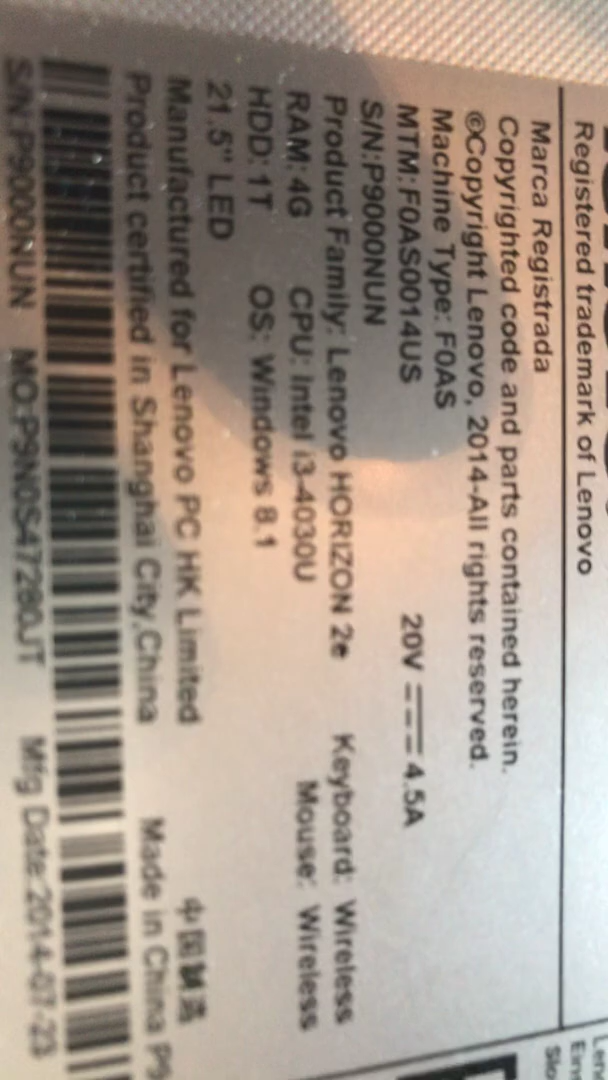 Registered trademark of Lenovo
Marca Registrada
Copyrighted code and parts contained herein.
©Copyright Lenovo, 2014-All rights reserved.
Machine Type: F0AS
MTM: F0AS0014US 20V 4.5A
S/N:P9000NUN
Product Family: Lenovo HORIZON 2e Keyboard: Wireless
RAM: 4G CPU: Intel i3-4030U Mouse: Wireless
HDD: 1T OS: Windows 8.1
21.5" LED
Manufactured for Lenovo PC HK Limited 中国制造
Product certified in Shanghai City,China Made in China
S/N:P9000NUN MO:P9N0S47280JT Mfg Date:2014-07-23